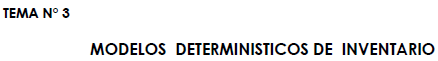 TEMA N° 3
MODELOS DETERMINISTICOS DE INVENTARIO